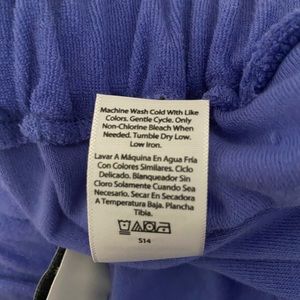 Machine Wash Cold With Like
Colors. Gentle Cycle. Only
Non-Chlorine Bleach When
Needed. Tumble Dry Low.
Low Iron.
Lavar A Máquina En Agua Fría
Con Colores Similares. Ciclo
Delicado. Blanqueador Sin
Cloro Solamente Cuando Sea
Necesario. Secar En Secadora
A Temperatura Baja. Plancha
Tibia.
S14